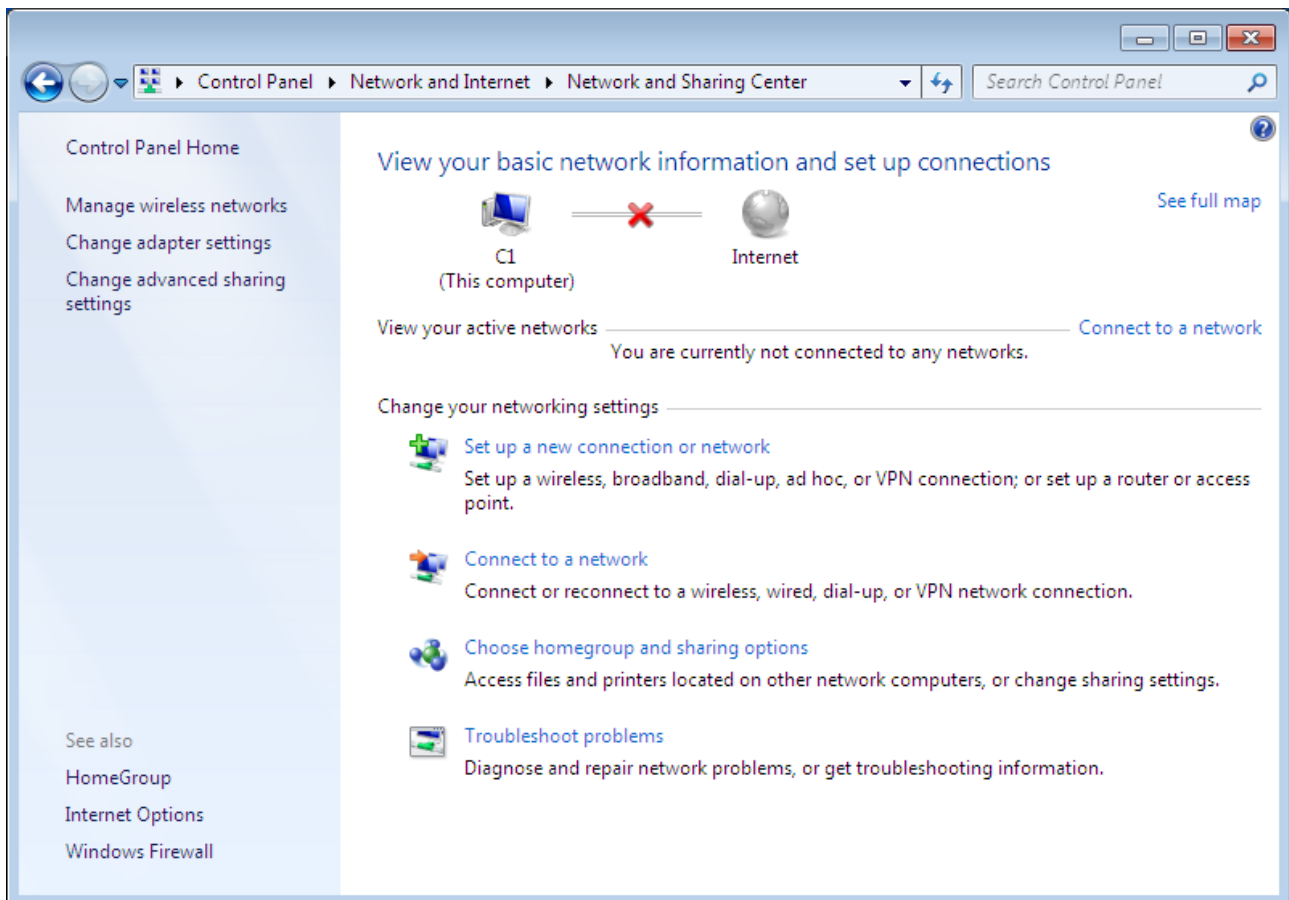 Control Panel Network and Internet Network and Sharing Center Search Control Panel
Control Panel Home
Manage wireless networks
Change adapter settings
Change advanced sharing
settings
See also
HomeGroup
Internet Options
Windows Firewall
View your basic network information and set up connections
See full map
C1
(This computer)
Internet
View your active networks Connect to a network
You are currently not connected to any networks.
Change your networking settings
Set up a new connection or network
Set up a wireless, broadband, dial-up, ad hoc, or VPN connection; or set up a router or access
point.
Connect to a network
Connect or reconnect to a wireless, wired, dial-up, or VPN network connection.
Choose homegroup and sharing options
Access files and printers located on other network computers, or change sharing settings.
Troubleshoot problems
Diagnose and repair network problems, or get troubleshooting information.